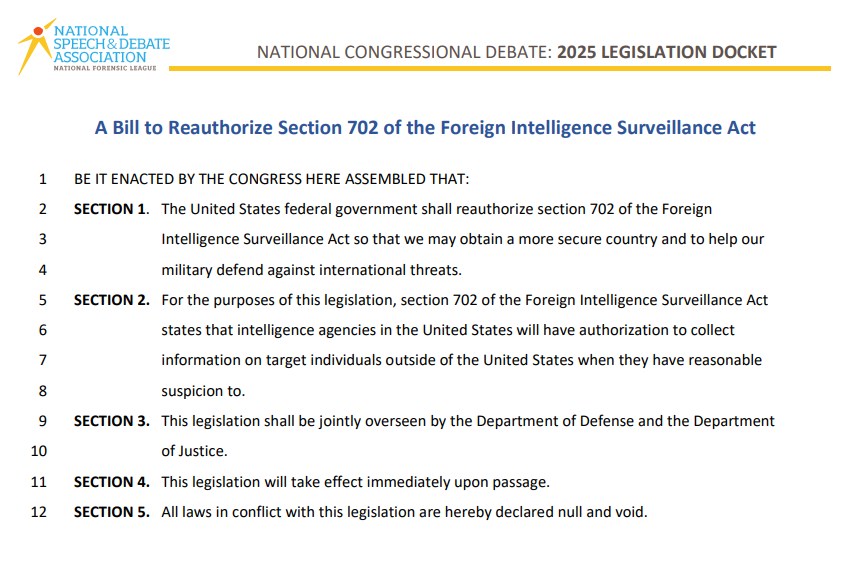 NATIONAL
SPEECH & DEBATE
ASSOCIATION
NATIONAL FORENSIC LEAGUE
NATIONAL CONGRESSIONAL DEBATE: 2025 LEGISLATION DOCKET
A Bill to Reauthorize Section 702 of the Foreign Intelligence Surveillance Act
1 BE IT ENACTED BY THE CONGRESS HERE ASSEMBLED THAT:
2 SECTION 1. The United States federal government shall reauthorize section 702 of the Foreign
3 Intelligence Surveillance Act so that we may obtain a more secure country and to help our
4 military defend against international threats.
5 SECTION 2. For the purposes of this legislation, section 702 of the Foreign Intelligence Surveillance Act
6 states that intelligence agencies in the United States will have authorization to collect
7 information on target individuals outside of the United States when they have reasonable
8 suspicion to.
9 SECTION 3. This legislation shall be jointly overseen by the Department of Defense and the Department
10 of Justice.
11 SECTION 4. This legislation will take effect immediately upon passage.
12 SECTION 5. All laws in conflict with this legislation are hereby declared null and void.